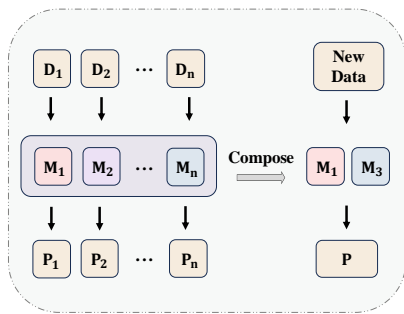 D₁ D₂ ··· Dₙ
New
Data
M₁ M₂ ··· Mₙ
Compose
M₁ M₃
P₁ P₂ ··· Pₙ
P